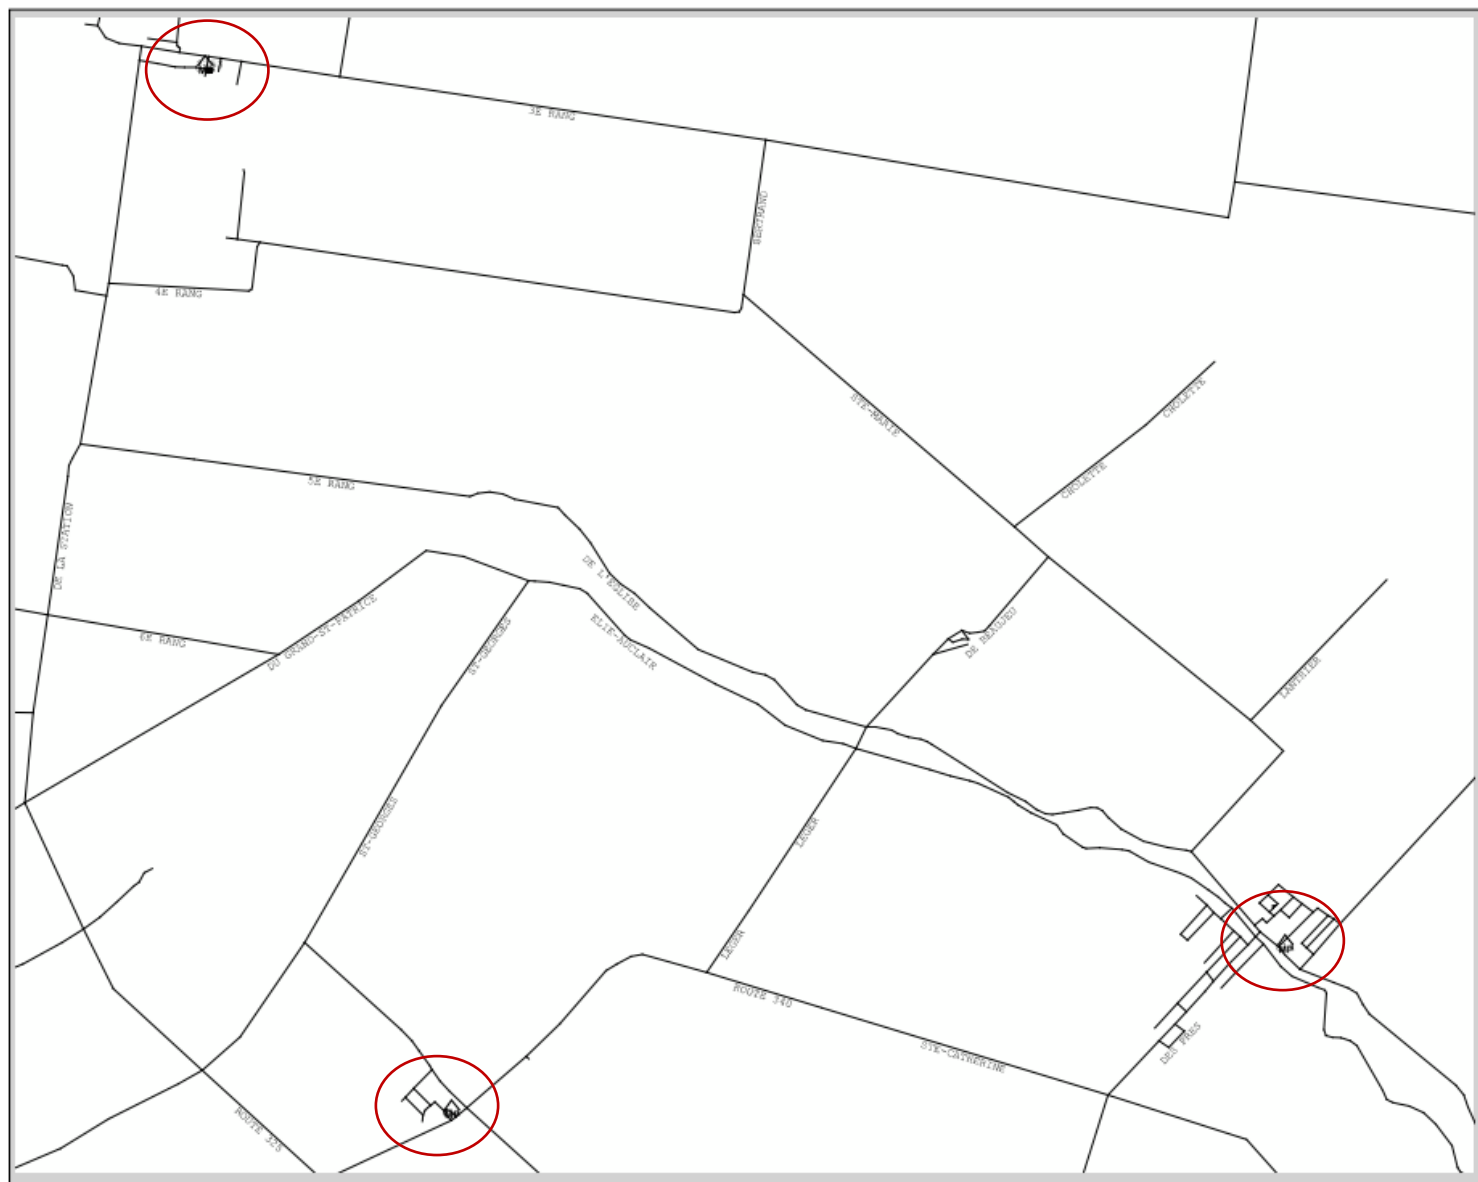 3E RANG
BERTRAND
4E RANG
STE-MARIE
CHOLETTE
CHOLETTE
5E RANG
DE LA STATION
DE L'EGLISE
ELIE-AUCLAIR
DU GRAND-ST-PATRICE
6E RANG
ST-GEORGES
DE BEAUJEU
LANTHIER
ST-GEORGES
LEGER
LEGER
ROUTE 340
STE-CATHERINE
DES PRES
ROUTE 325